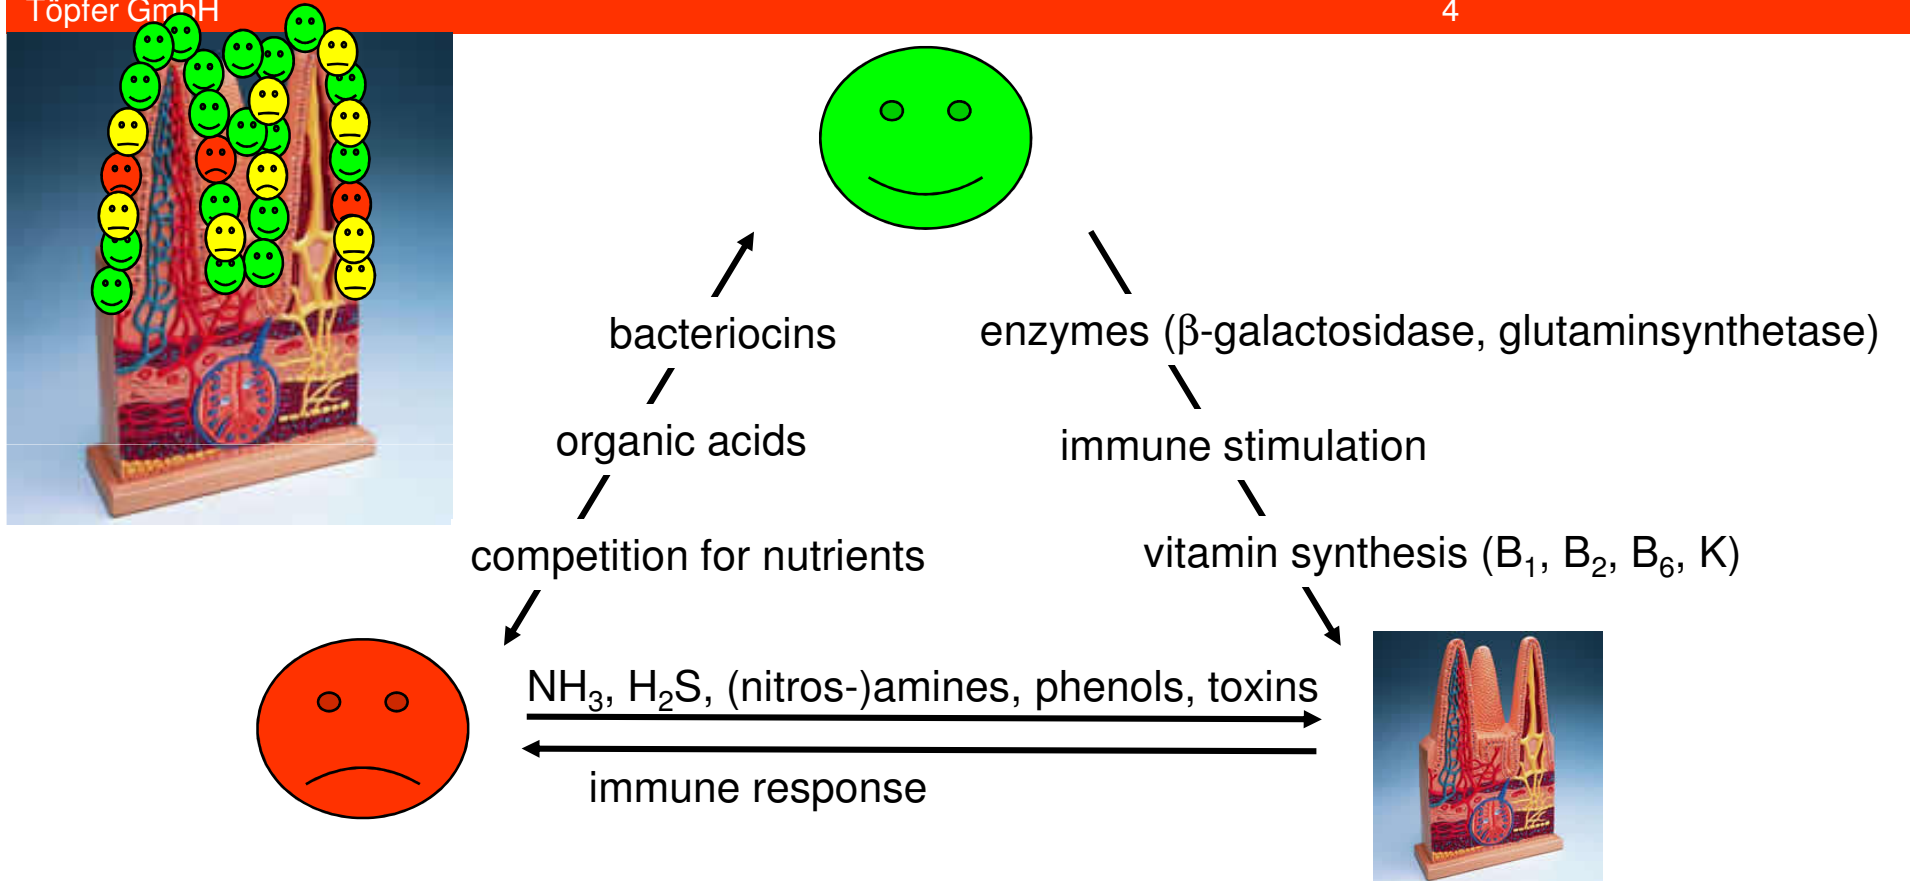 Töpfer GmbH 4
bacteriocins
enzymes (β-galactosidase, glutaminsynthetase)
organic acids
immune stimulation
competition for nutrients
vitamin synthesis (B₁, B₂, B₆, K)
NH₃, H₂S, (nitros-)amines, phenols, toxins
immune response